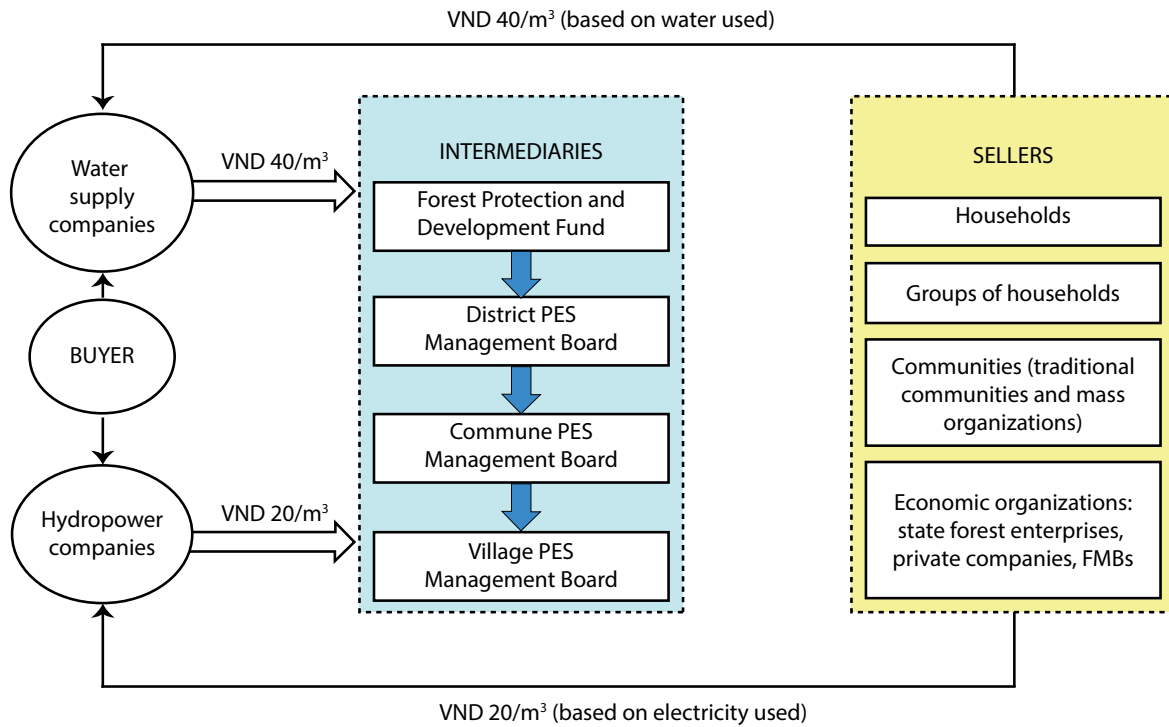 VND 40/m³ (based on water used)
Water
supply
companies
VND 40/m³
BUYER
Hydropower
companies
VND 20/m³
INTERMEDIARIES
Forest Protection and
Development Fund
District PES
Management Board
Commune PES
Management Board
Village PES
Management Board
SELLERS
Households
Groups of households
Communities (traditional
communities and mass
organizations)
Economic organizations:
state forest enterprises,
private companies, FMBs
VND 20/m³ (based on electricity used)